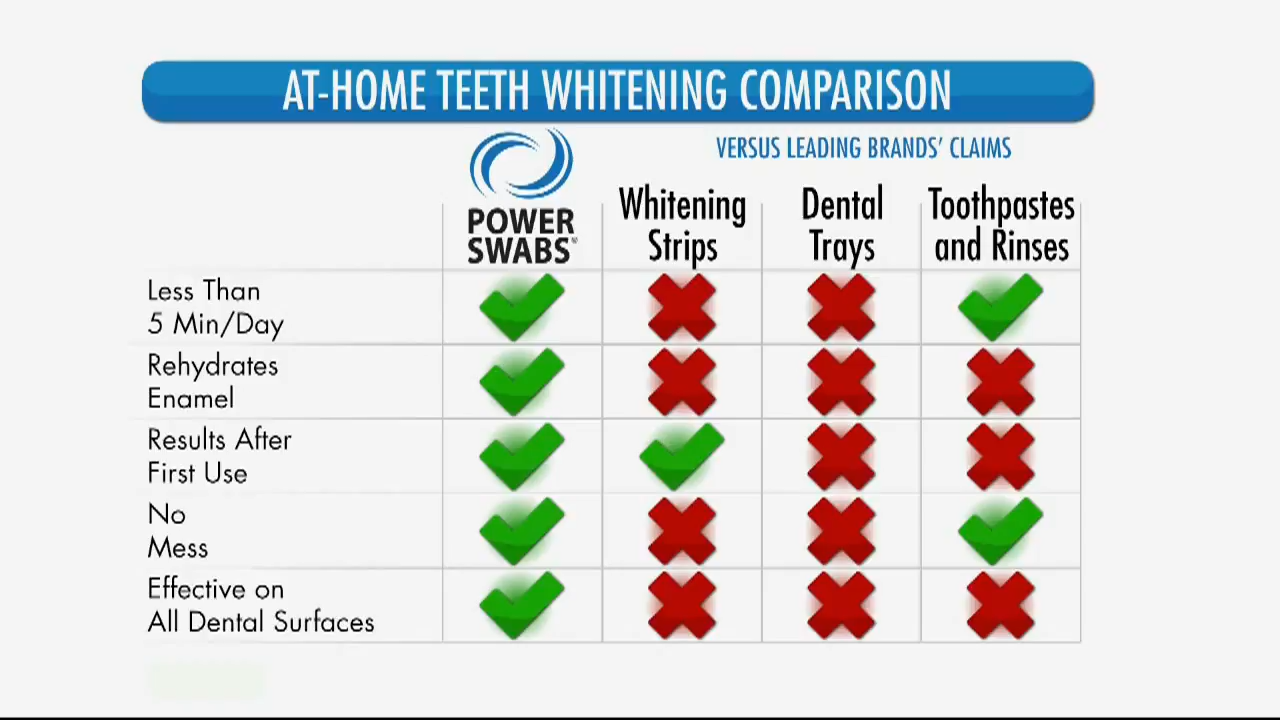 AT-HOME TEETH WHITENING COMPARISON
VERSUS LEADING BRANDS' CLAIMS
POWER
SWABS®
Whitening
Strips
Dental
Trays
Toothpastes
and Rinses
Less Than
5 Min/Day
Rehydrates
Enamel
Results After
First Use
No
Mess
Effective on
All Dental Surfaces